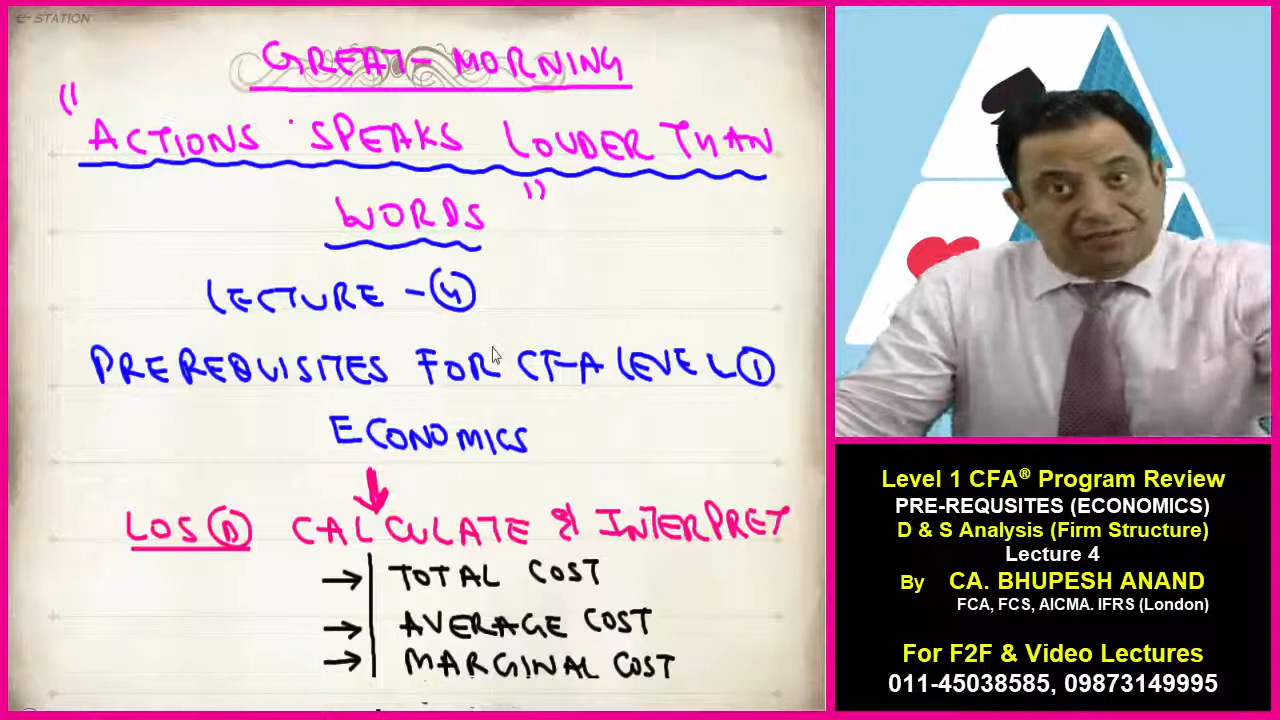 e-STATION
GREAT- MORNING
"ACTIONS SPEAKS LOUDER THAN
WORDS"
LECTURE - 4
PREREQUISITES FOR CFA LEVEL 1
ECONOMICS
LOS D CALCULATE & INTERPRET
→ TOTAL COST
→ AVERAGE COST
→ MARGINAL COST
Level 1 CFA® Program Review
PRE-REQUSITES (ECONOMICS)
D & S Analysis (Firm Structure)
Lecture 4
By CA. BHUPESH ANAND
FCA, FCS, AICMA. IFRS (London)
For F2F & Video Lectures
011-45038585, 09873149995